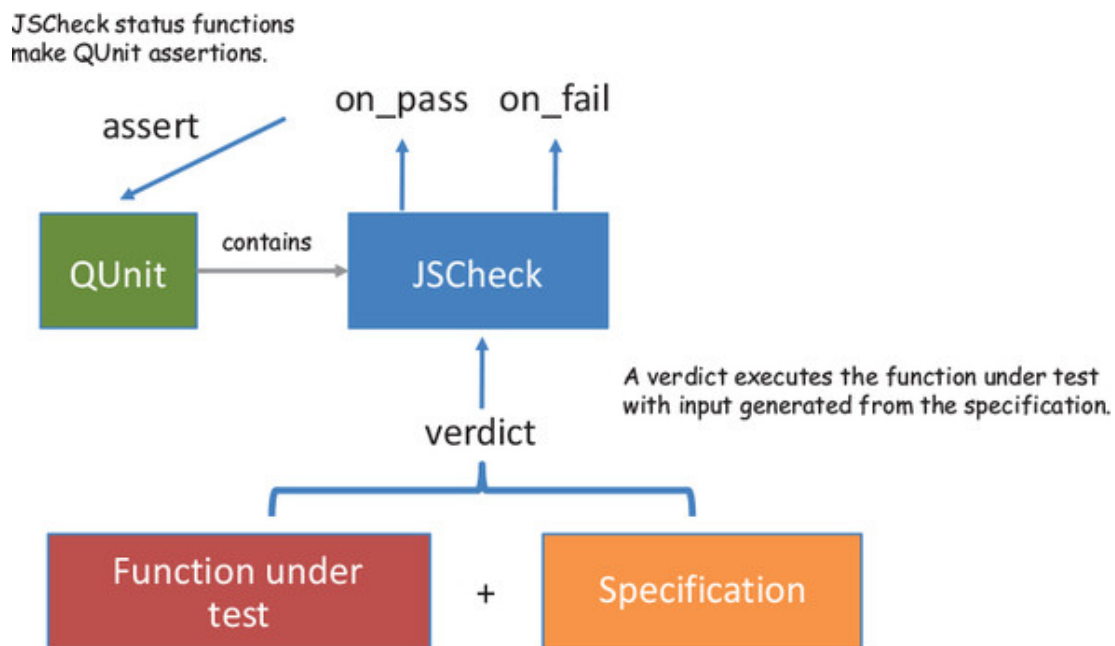 JSCheck status functions
make QUnit assertions.
on_pass on_fail
assert
QUnit
contains
JSCheck
A verdict executes the function under test
with input generated from the specification.
verdict
Function under
test
+
Specification